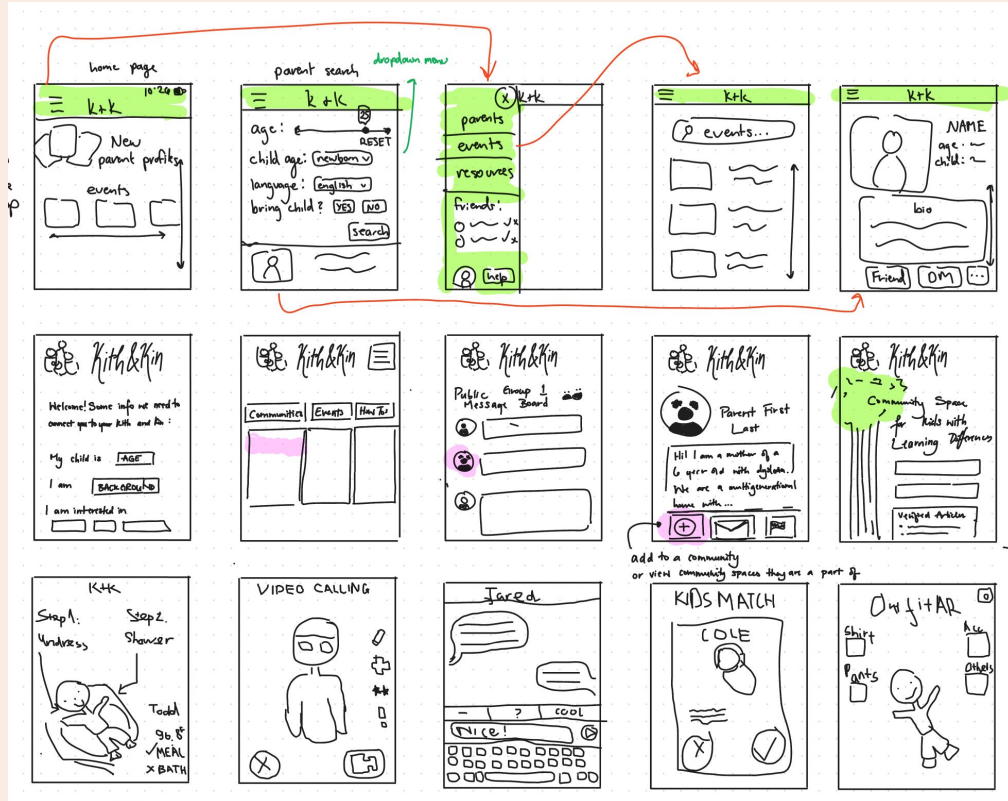 home page
10:24
k+k
New
parent profiles
events
parent search
dropdown menu
k+k
25
age:
RESET
child age: newborn v
language: english v
bring child? YES NO
search
X k+k
parents
events
resources
friends:
help
k+k
events...
k+k
NAME
age:
child:
bio
Friend DM ...
Kith&Kin
Welcome! Some info we need to
connect you to your Kith and Kin:
My child is AGE
I am BACKGROUND
I am interested in
Kith&Kin
Communities Events How Tos
Kith&Kin
Public Group 1
Message Board
Kith&Kin
Parent First
Last
Hi! I am a mother of a
6 year old with dyslexia.
We are a multigenerational
home with...
add to a community
or view community spaces they are a part of
Kith&Kin
Community Space
for Kids with
Learning Differences
Verified Articles
K+K
Step 1:
Undress
Step 2:
Shower
Todd
96.8°
✓MEAL
X BATH
VIDEO CALLING
X
Jared
- ? COOL
Nice!
KIDS MATCH
COLE
X ✓
OutfitAR
Shirt
Acc
Pants
Others